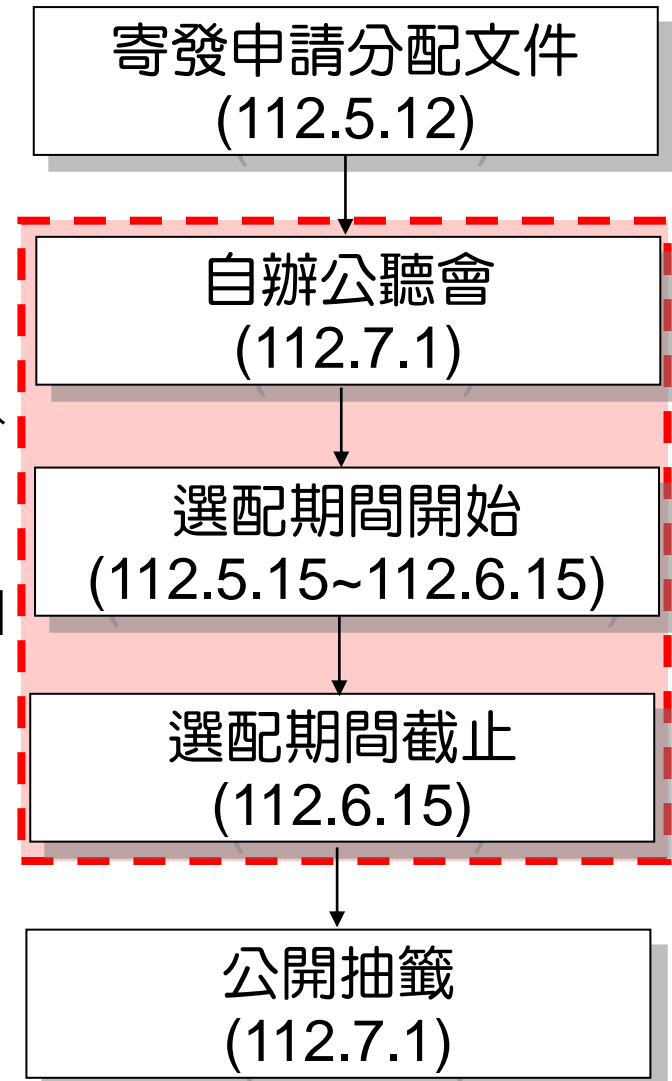 寄發申請分配文件
(112.5.12)
自辦公聽會
(112.7.1)
選配期間開始
(112.5.15~112.6.15)
選配期間截止
(112.6.15)
公開抽籤
(112.7.1)